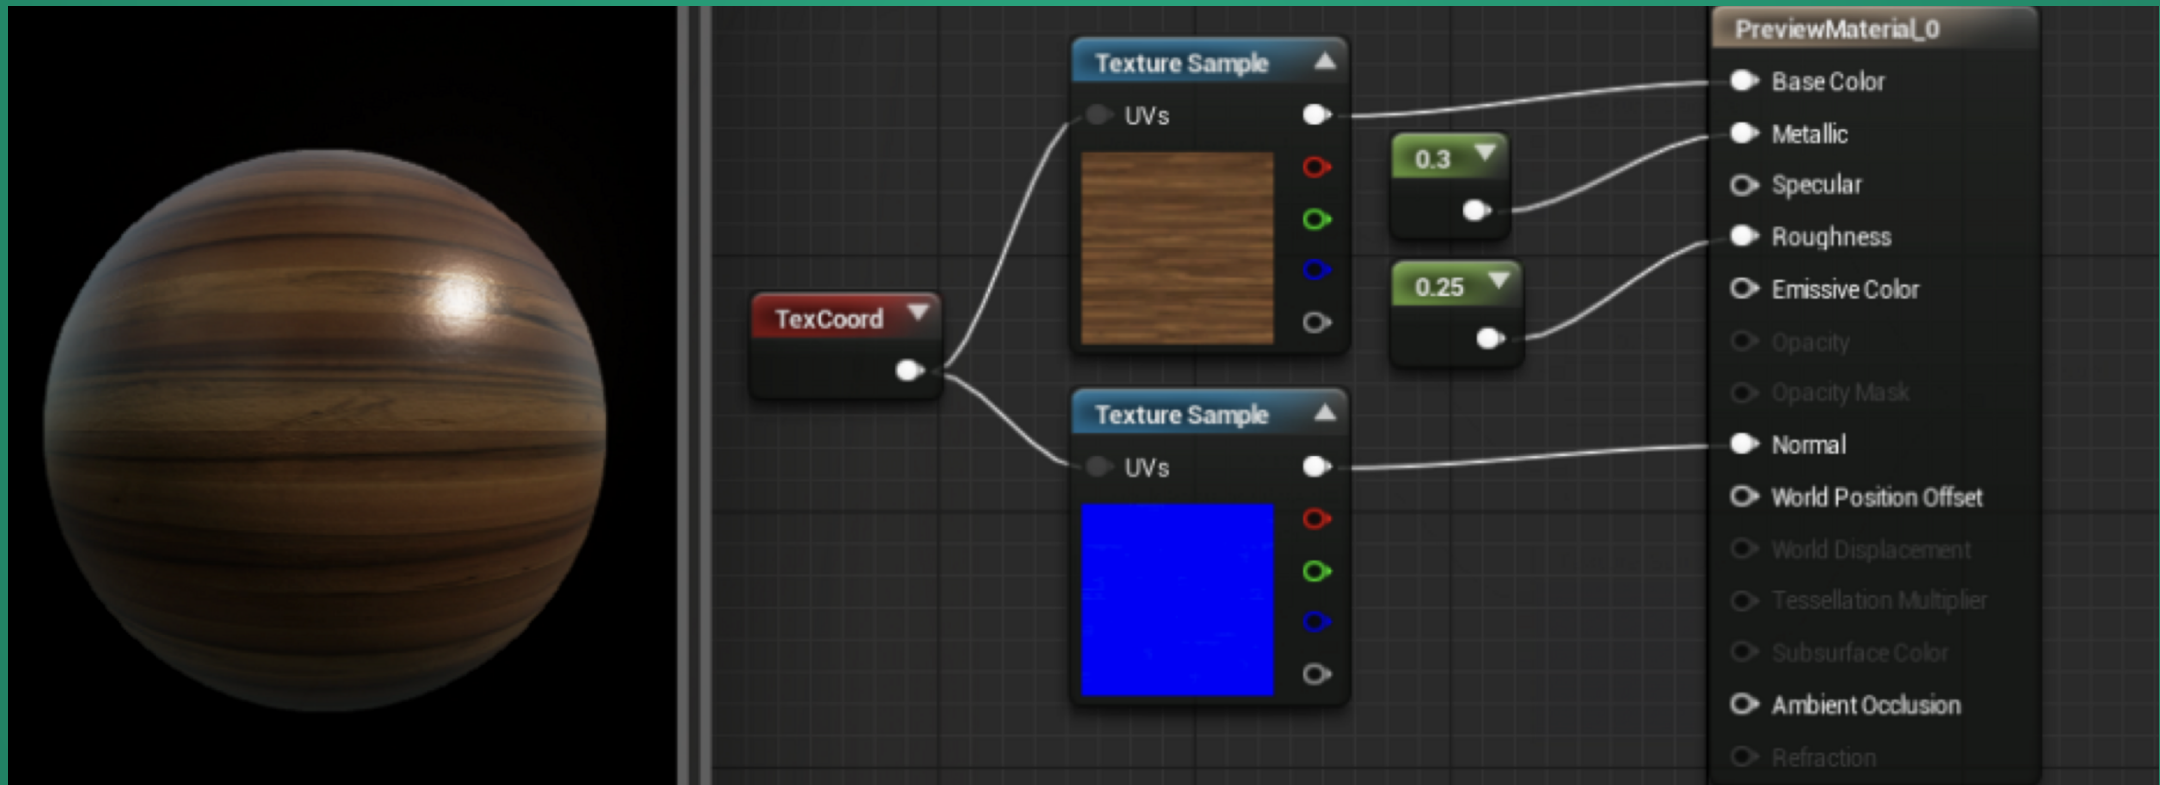 TexCoord
Texture Sample
UVs
Texture Sample
UVs
0.3
0.25
PreviewMaterial_0
Base Color
Metallic
Specular
Roughness
Emissive Color
Opacity
Opacity Mask
Normal
World Position Offset
World Displacement
Tessellation Multiplier
Subsurface Color
Ambient Occlusion
Refraction